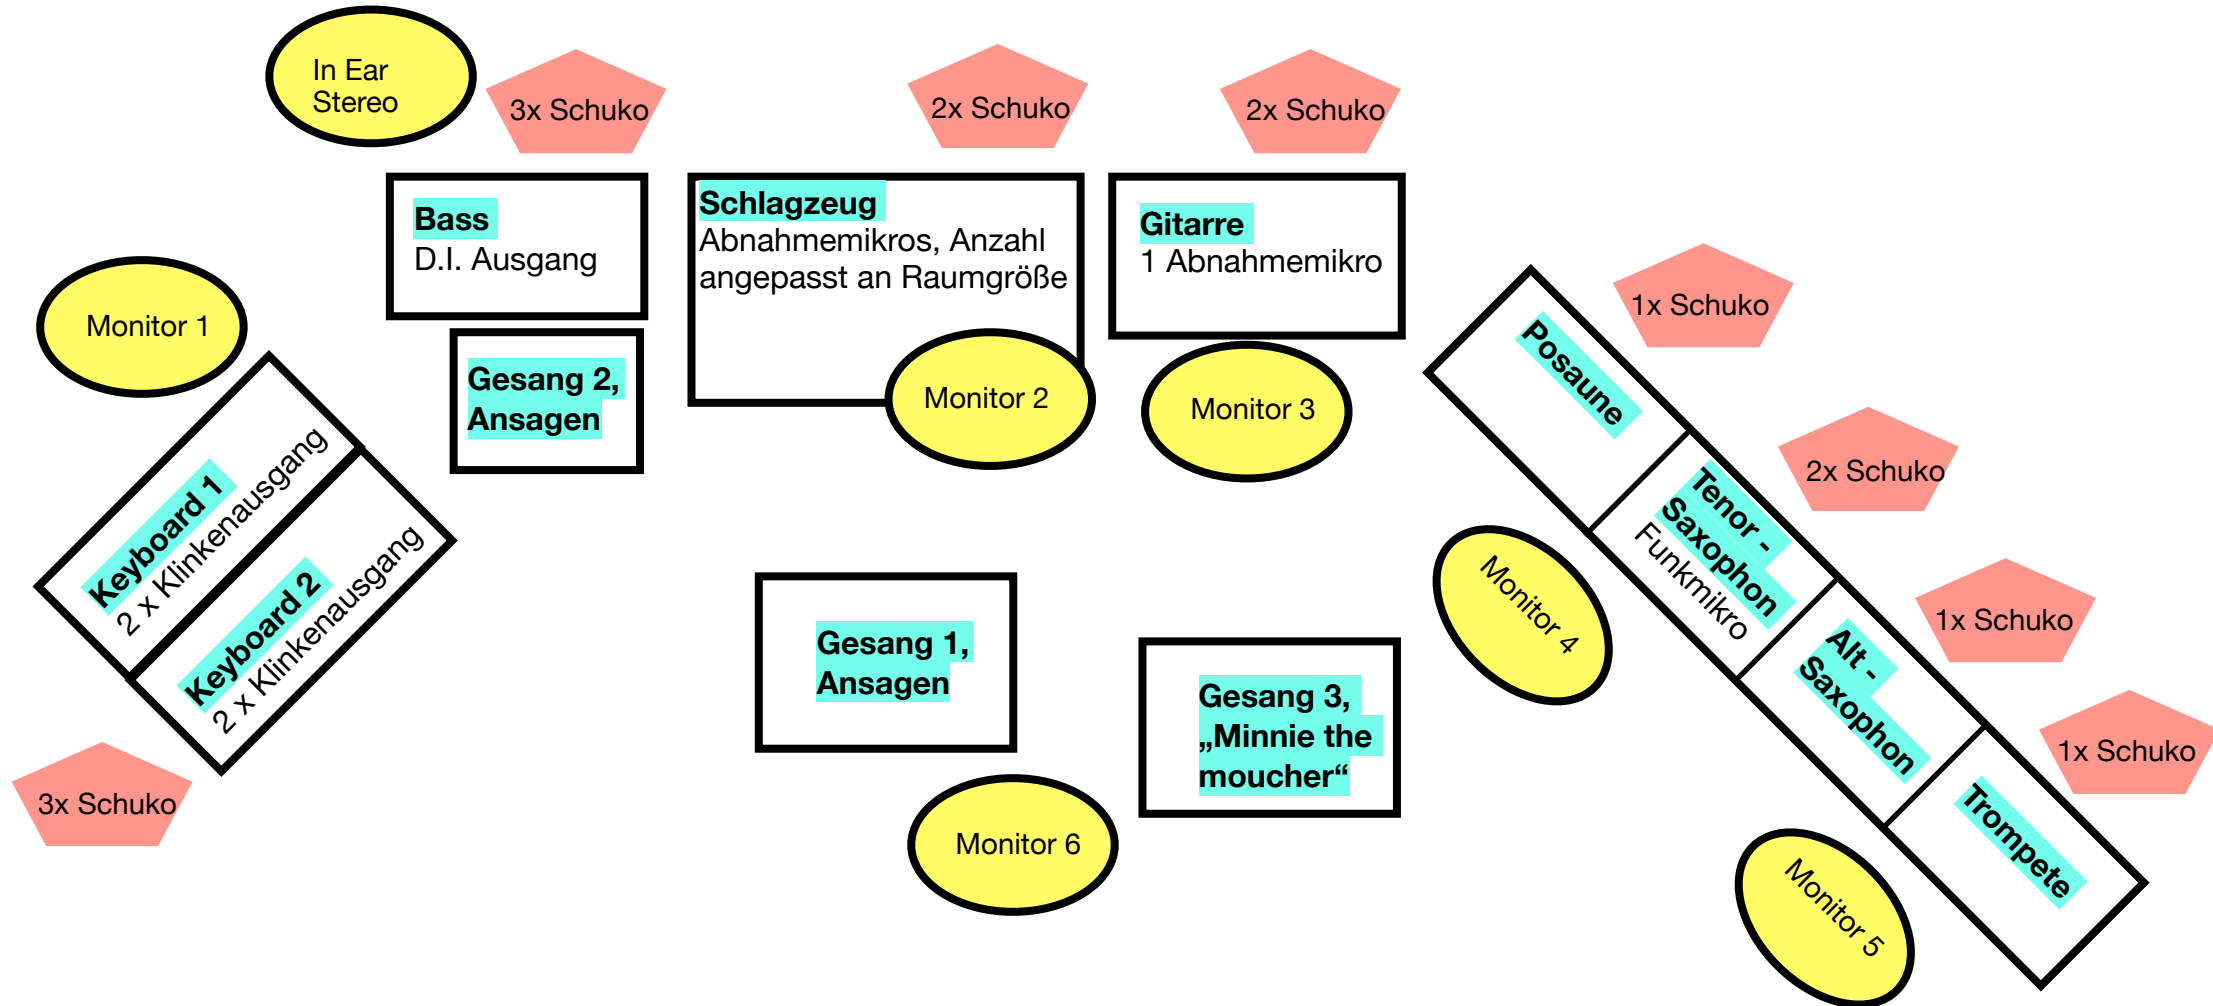 In Ear
Stereo
3x Schuko
2x Schuko
2x Schuko
Bass
D.I. Ausgang
Schlagzeug
Abnahmemikros, Anzahl
angepasst an Raumgröße
Gitarre
1 Abnahmemikro
Monitor 1
Gesang 2,
Ansagen
Monitor 2
Monitor 3
1x Schuko
Posaune
2x Schuko
Tenor -
Saxophon
Funkmikro
Keyboard 1
2 x Klinkenausgang
Keyboard 2
2 x Klinkenausgang
Monitor 4
1x Schuko
Alt -
Saxophon
Gesang 1,
Ansagen
Gesang 3,
„Minnie the
moucher“
1x Schuko
Trompete
3x Schuko
Monitor 6
Monitor 5